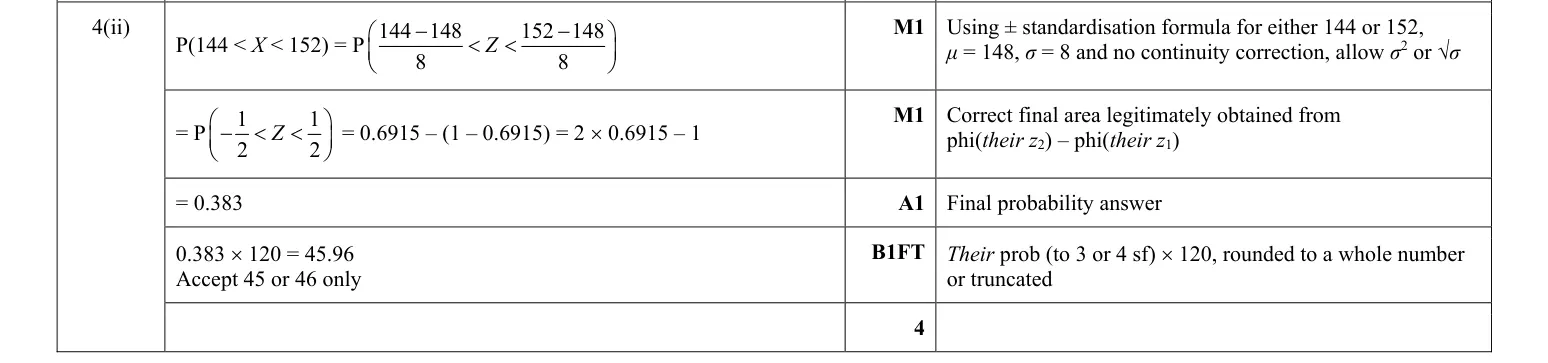 4(ii)
P(144 < X < 152) = P((144 − 148)/8 < Z < (152 − 148)/8)
M1
Using ± standardisation formula for either 144 or 152,
μ = 148, σ = 8 and no continuity correction, allow σ² or √σ
= P(−1/2 < Z < 1/2) = 0.6915 – (1 – 0.6915) = 2 × 0.6915 – 1
M1
Correct final area legitimately obtained from
phi(their z₂) – phi(their z₁)
= 0.383
A1
Final probability answer
0.383 × 120 = 45.96
Accept 45 or 46 only
B1FT
Their prob (to 3 or 4 sf) × 120, rounded to a whole number
or truncated
4